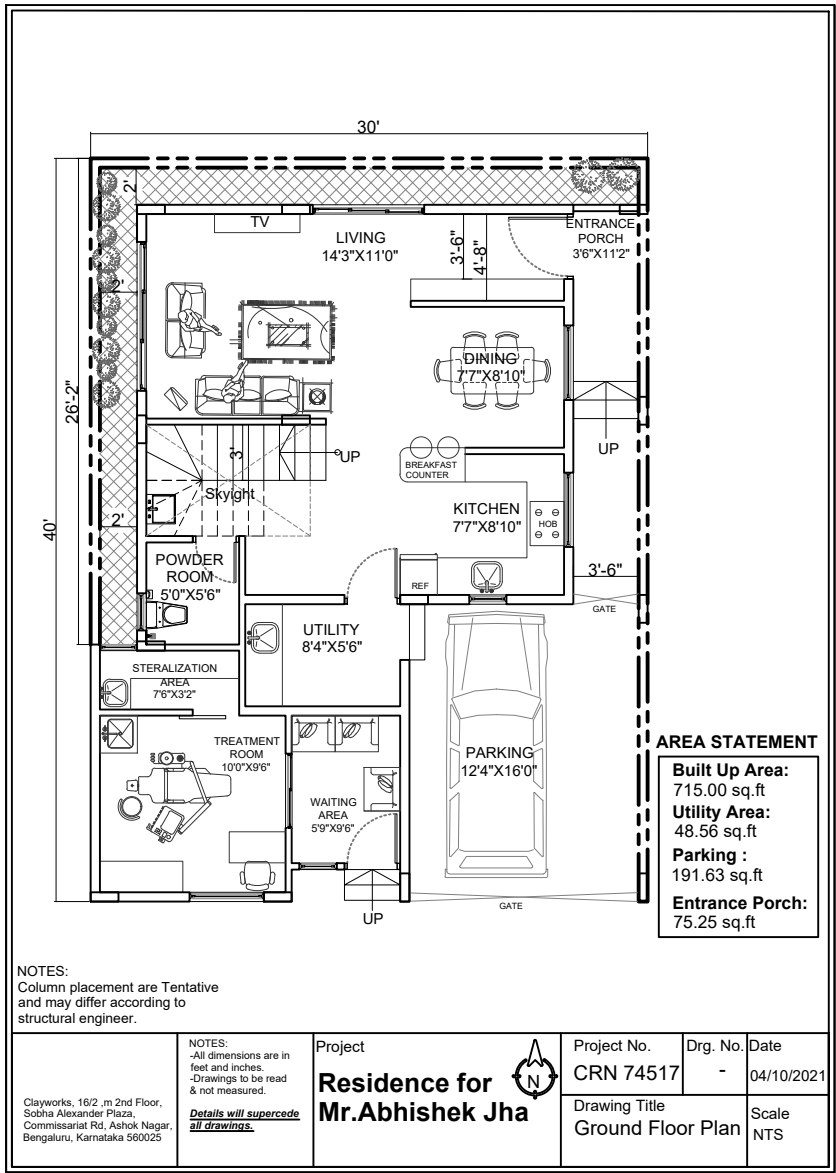 30'
2'
TV
LIVING
14'3"X11'0"
3'-6"
4'-8"
ENTRANCE
PORCH
3'6"X11'2"
2'
DINING
7'7"X8'10"
26'-2"
UP
3'
UP
BREAKFAST
COUNTER
Skyight
KITCHEN
7'7"X8'10"
HOB
2'
40'
POWDER
ROOM
5'0"X5'6"
REF
3'-6"
GATE
UTILITY
8'4"X5'6"
STERALIZATION
AREA
7'6"X3'2"
TREATMENT
ROOM
10'0"X9'6"
PARKING
12'4"X16'0"
WAITING
AREA
5'9"X9'6"
UP
GATE
AREA STATEMENT
Built Up Area:
715.00 sq.ft
Utility Area:
48.56 sq.ft
Parking :
191.63 sq.ft
Entrance Porch:
75.25 sq.ft
NOTES:
Column placement are Tentative
and may differ according to
structural engineer.
Clayworks, 16/2 ,m 2nd Floor,
Sobha Alexander Plaza,
Commissariat Rd, Ashok Nagar,
Bengaluru, Karnataka 560025
NOTES:
-All dimensions are in
feet and inches.
-Drawings to be read
& not measured.
Details will supercede
all drawings.
Project
Residence for
Mr.Abhishek Jha
N
Project No.
CRN 74517
Drg. No.
-
Date
04/10/2021
Drawing Title
Ground Floor Plan
Scale
NTS